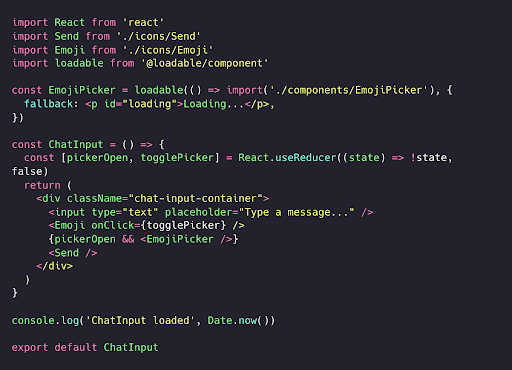 import React from 'react'
import Send from './icons/Send'
import Emoji from './icons/Emoji'
import loadable from '@loadable/component'

const EmojiPicker = loadable(() => import('./components/EmojiPicker'), {
  fallback: <p id="loading">Loading...</p>,
})

const ChatInput = () => {
  const [pickerOpen, togglePicker] = React.useReducer((state) => !state,
false)
  return (
    <div className="chat-input-container">
      <input type="text" placeholder="Type a message..." />
      <Emoji onClick={togglePicker} />
      {pickerOpen && <EmojiPicker />}
      <Send />
    </div>
  )
}

console.log('ChatInput loaded', Date.now())

export default ChatInput